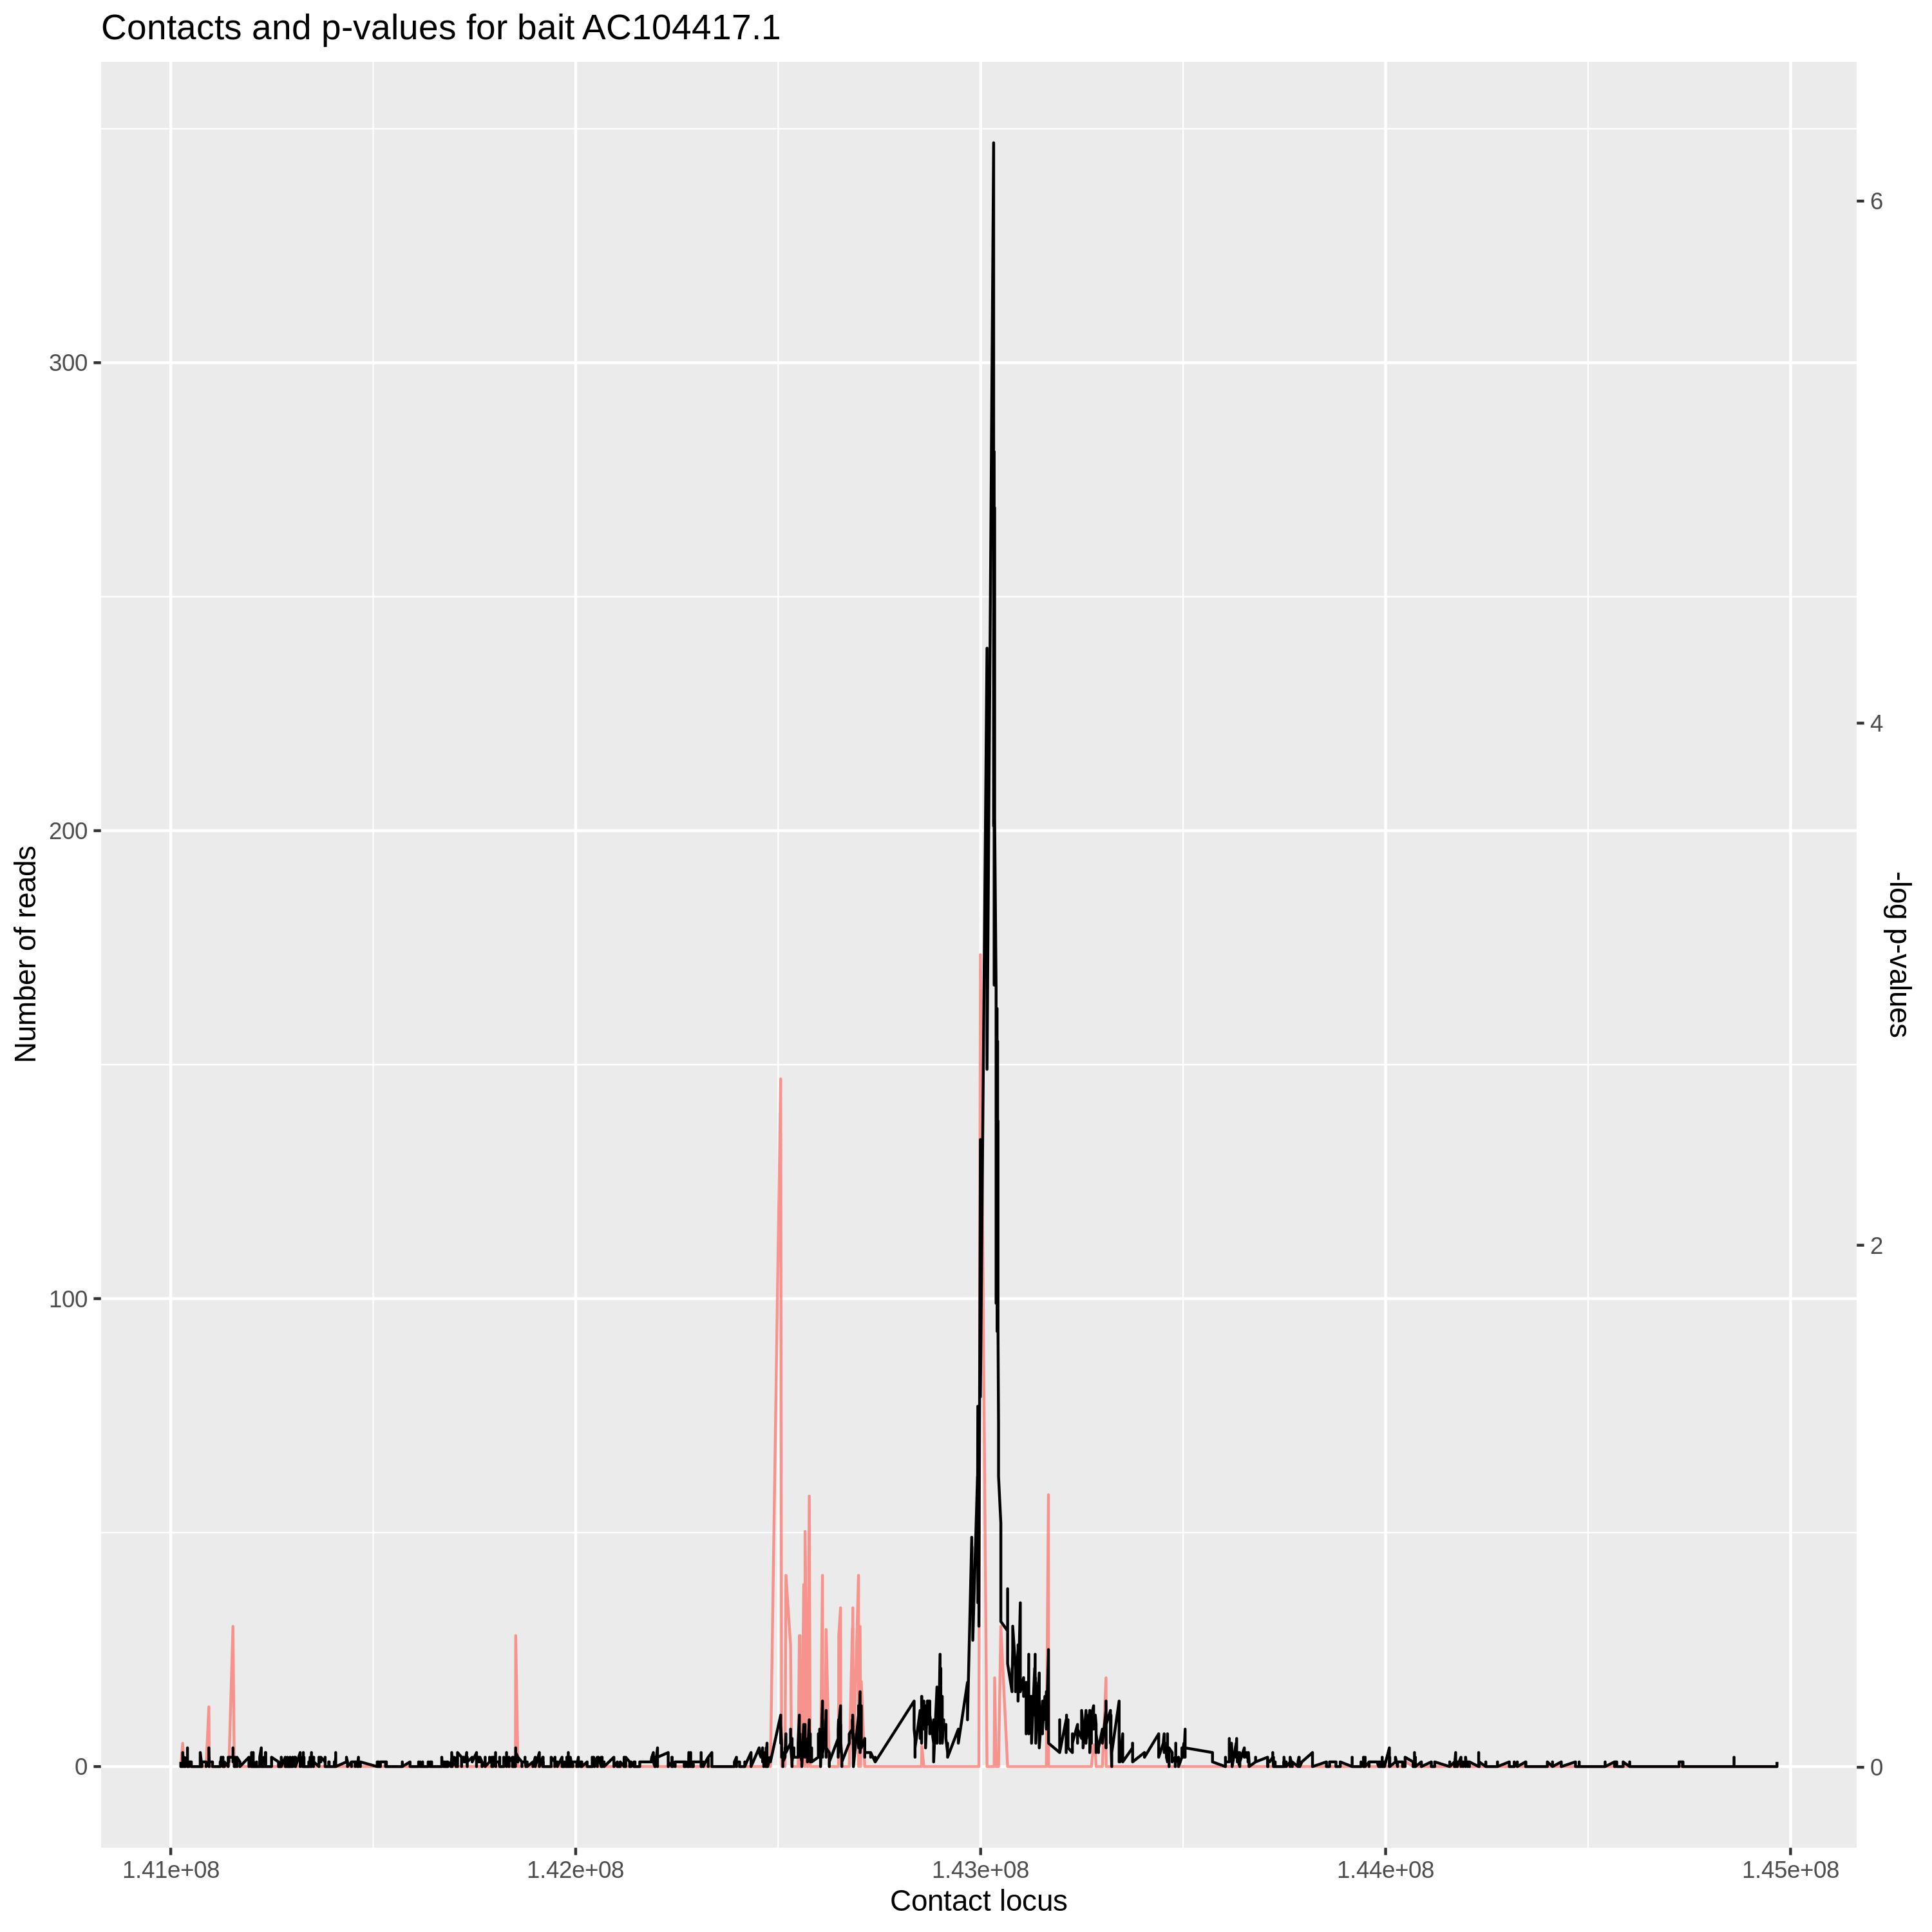 Contacts and p-values for bait AC104417.1
Number of reads
300
200
100
0
6
4
2
0
-log p-values
1.41e+08
1.42e+08
1.43e+08
1.44e+08
1.45e+08
Contact locus